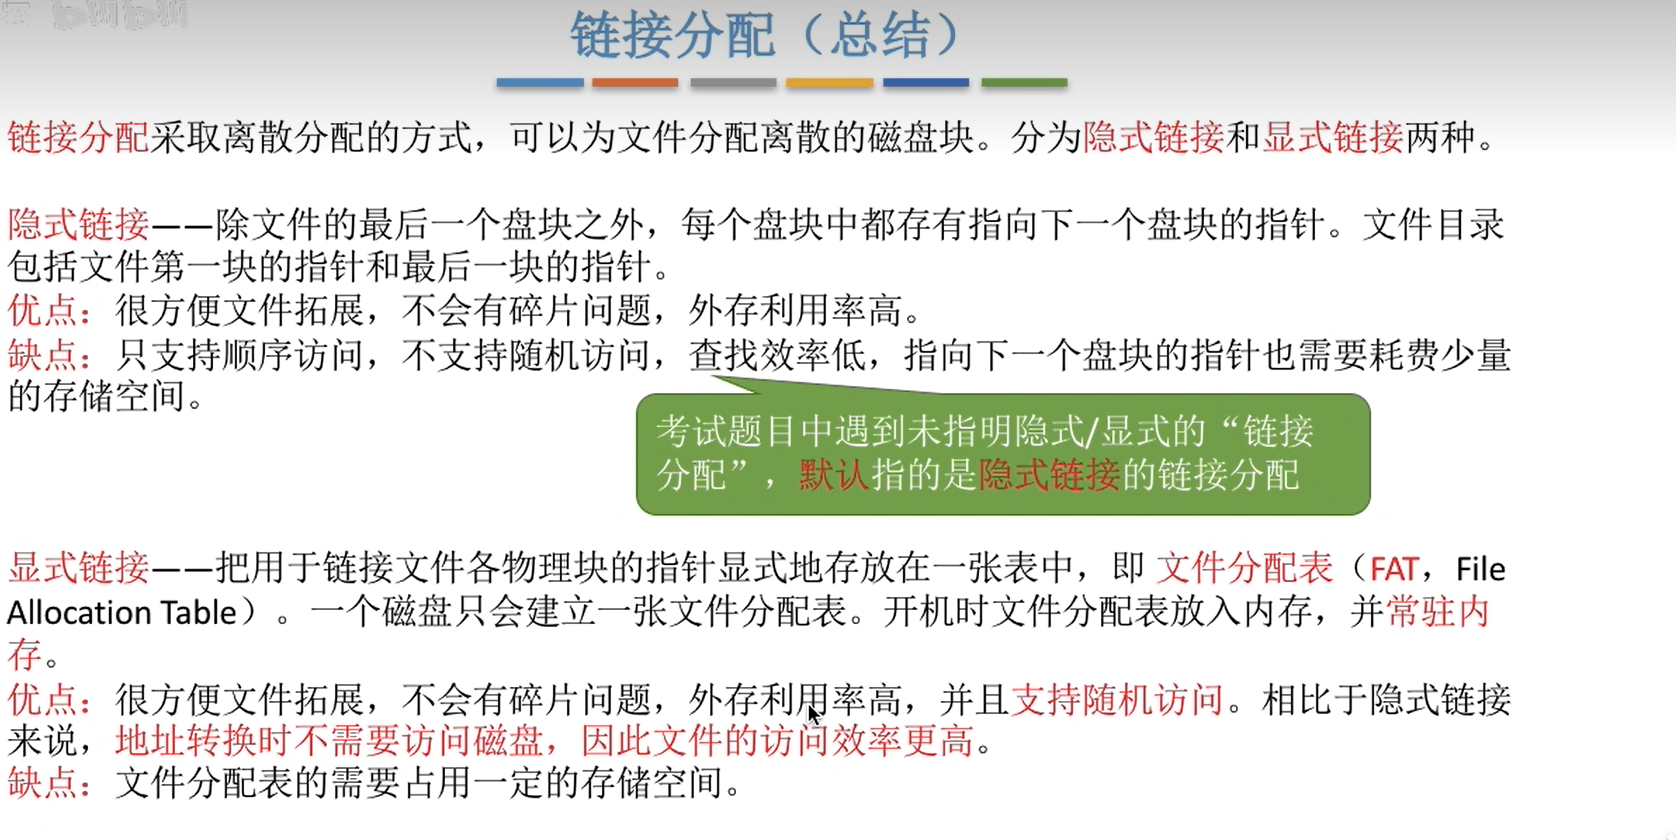 链接分配（总结）
链接分配采取离散分配的方式，可以为文件分配离散的磁盘块。分为隐式链接和显式链接两种。
隐式链接——除文件的最后一个盘块之外，每个盘块中都存有指向下一个盘块的指针。文件目录
包括文件第一块的指针和最后一块的指针。
优点：很方便文件拓展，不会有碎片问题，外存利用率高。
缺点：只支持顺序访问，不支持随机访问，查找效率低，指向下一个盘块的指针也需要耗费少量
的存储空间。
考试题目中遇到未指明隐式/显式的“链接
分配”，默认指的是隐式链接的链接分配
显式链接——把用于链接文件各物理块的指针显式地存放在一张表中，即 文件分配表（FAT，File
Allocation Table）。一个磁盘只会建立一张文件分配表。开机时文件分配表放入内存，并常驻内
存。
优点：很方便文件拓展，不会有碎片问题，外存利用率高，并且支持随机访问。相比于隐式链接
来说，地址转换时不需要访问磁盘，因此文件的访问效率更高。
缺点：文件分配表的需要占用一定的存储空间。